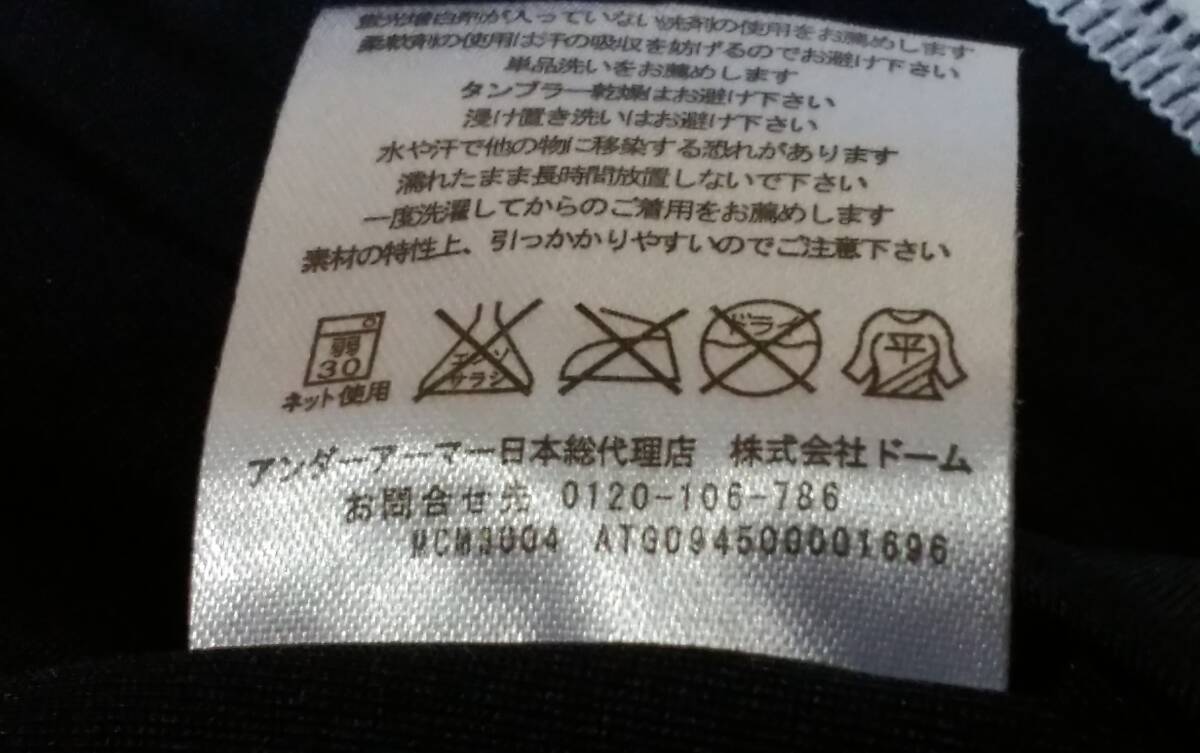 蛍光増白剤が入っていない洗剤の使用をお薦めします
柔軟剤の使用は汗の吸収を妨げるのでお避け下さい
単品洗いをお薦めします
タンブラー乾燥はお避け下さい
浸け置き洗いはお避け下さい
水や汗で他の物に移染する恐れがあります
濡れたまま長時間放置しないで下さい
一度洗濯してからのご着用をお薦めします
素材の特性上、引っかかりやすいのでご注意下さい
弱
30
ネット使用
エンソ
サラシ
ドライ
平
アンダーアーマー日本総代理店 株式会社ドーム
お問合せ先 0120-106-786
MCM3004 ATG094500001696